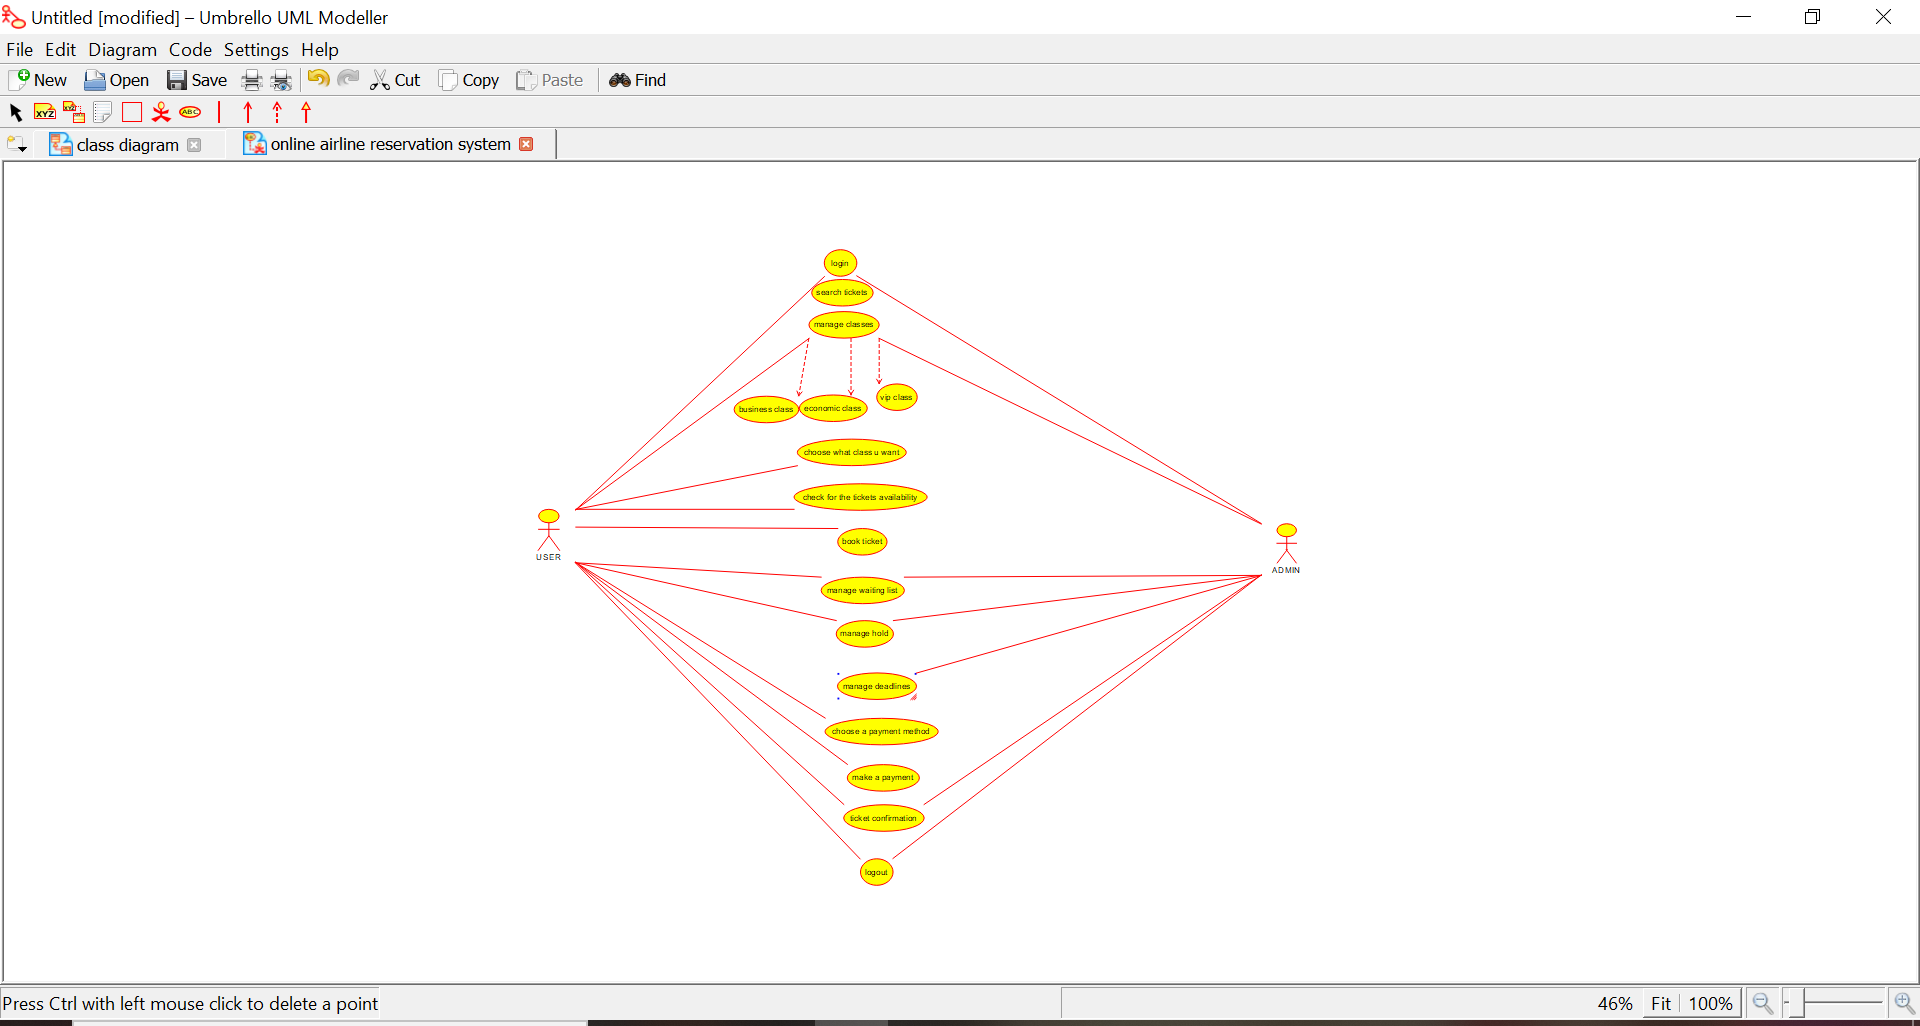 Untitled [modified] – Umbrello UML Modeller
File Edit Diagram Code Settings Help
New Open Save Cut Copy Paste Find
XYZ XYZ ABC
class diagram online airline reservation system
login
search tickets
manage classes
vip class
business class economic class
choose what class u want
check for the tickets availability
USER
book ticket
ADMIN
manage waiting list
manage hold
manage deadlines
choose a payment method
make a payment
ticket confirmation
logout
Press Ctrl with left mouse click to delete a point 46% Fit 100%